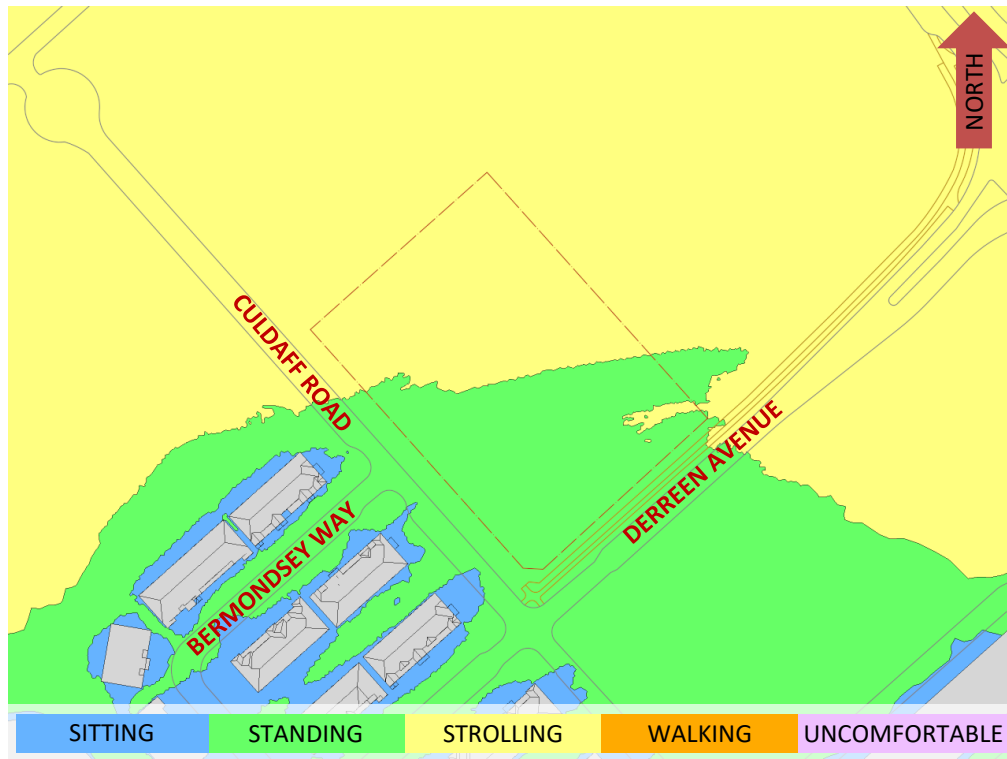 NORTH
CULDAFF ROAD
DERREEN AVENUE
BERMONDSEY WAY
SITTING STANDING STROLLING WALKING UNCOMFORTABLE